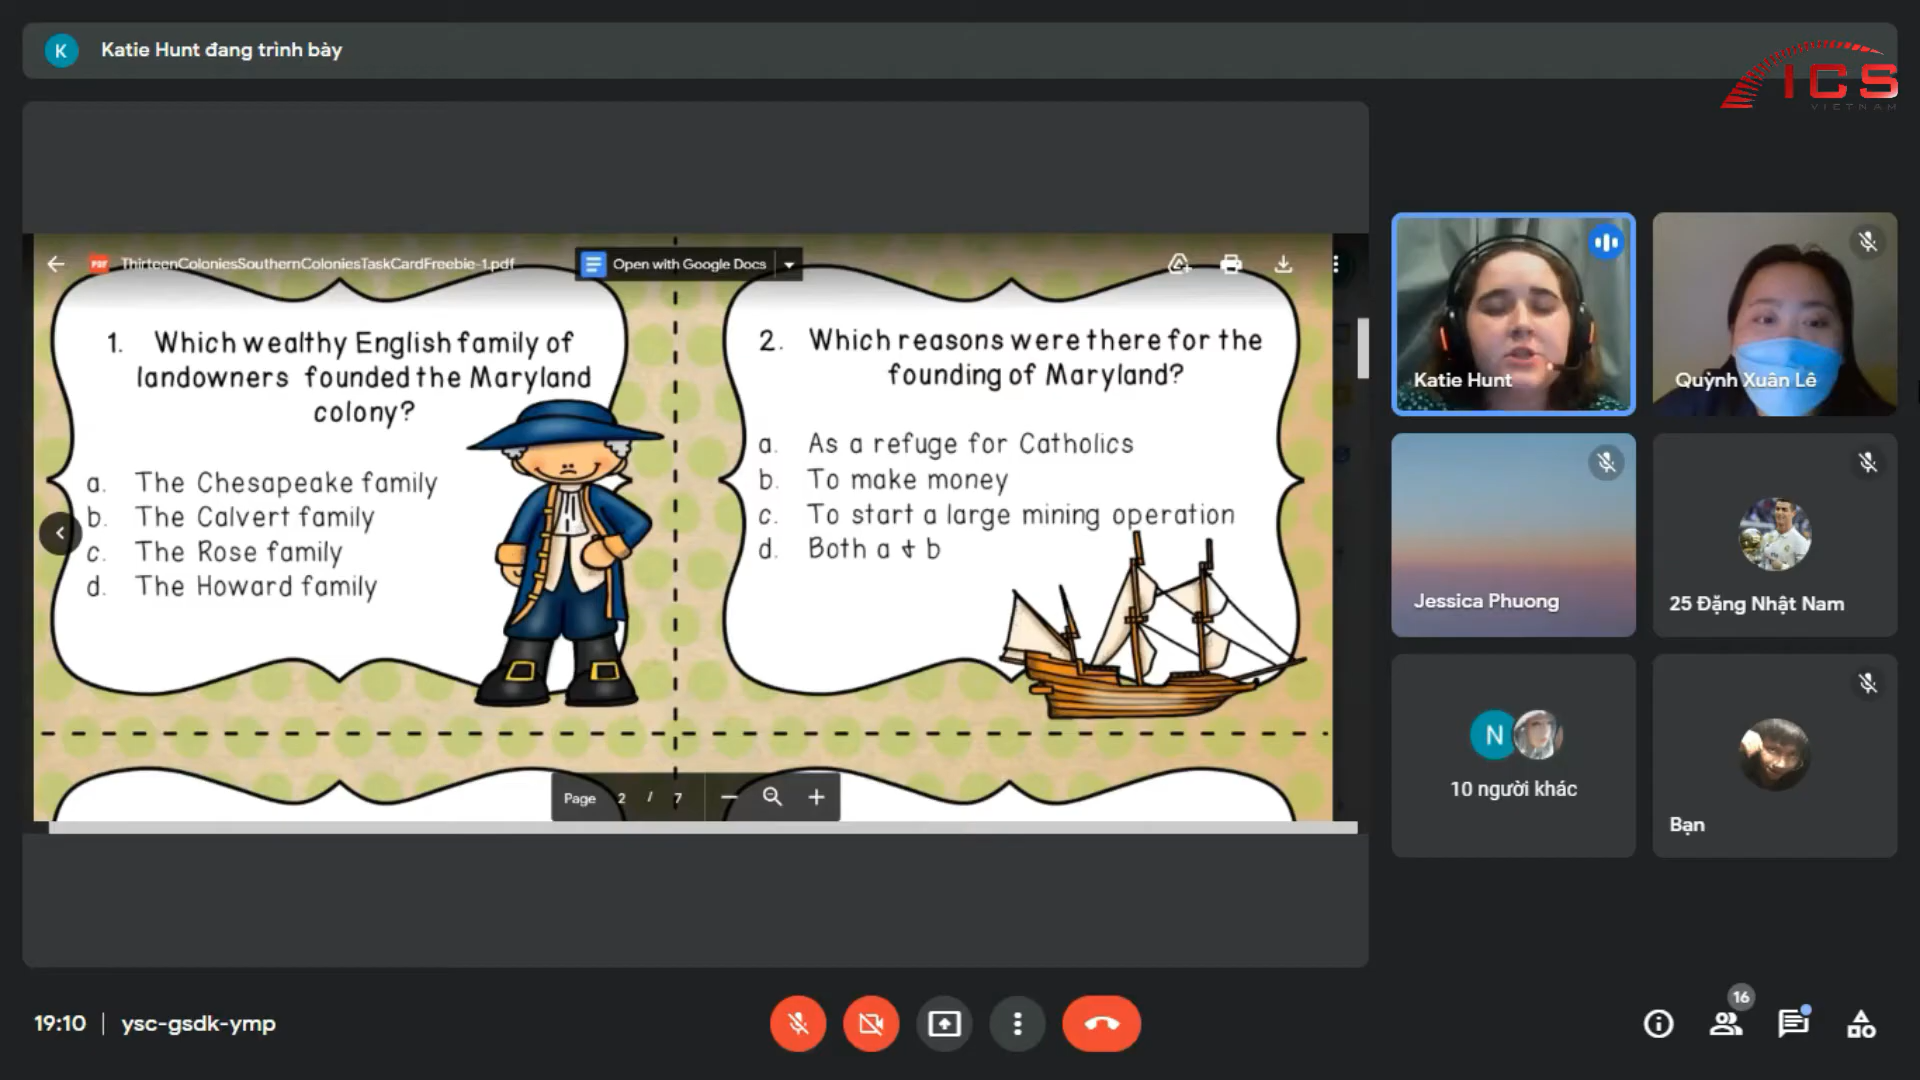 K Katie Hunt đang trình bày
ICS
VIETNAM
PDF ThirteenColoniesSouthernColoniesTaskCardFreebie-1.pdf
Open with Google Docs
1. Which wealthy English family of
landowners founded the Maryland
colony?
a. The Chesapeake family
b. The Calvert family
c. The Rose family
d. The Howard family
2. Which reasons were there for the
founding of Maryland?
a. As a refuge for Catholics
b. To make money
c. To start a large mining operation
d. Both a & b
Page 2 / 7
Katie Hunt
Quỳnh Xuân Lê
Jessica Phuong
25 Đặng Nhật Nam
N
10 người khác
Bạn
19:10 | ysc-gsdk-ymp
16